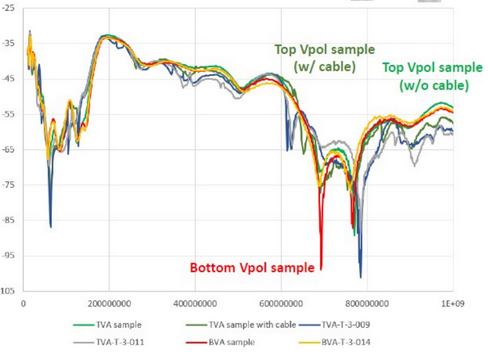 -25
-35
-45
-55
-65
-75
-85
-95
105
Top Vpol sample
(w/ cable)
Top Vpol sample
(w/o cable)
Bottom Vpol sample
0
200000000
400000000
600000000
800000000
1E+09
TVA sample
TVA sample with cable
TVA-T-3-009
TVA-T-3-011
BVA sample
BVA-T-3-014